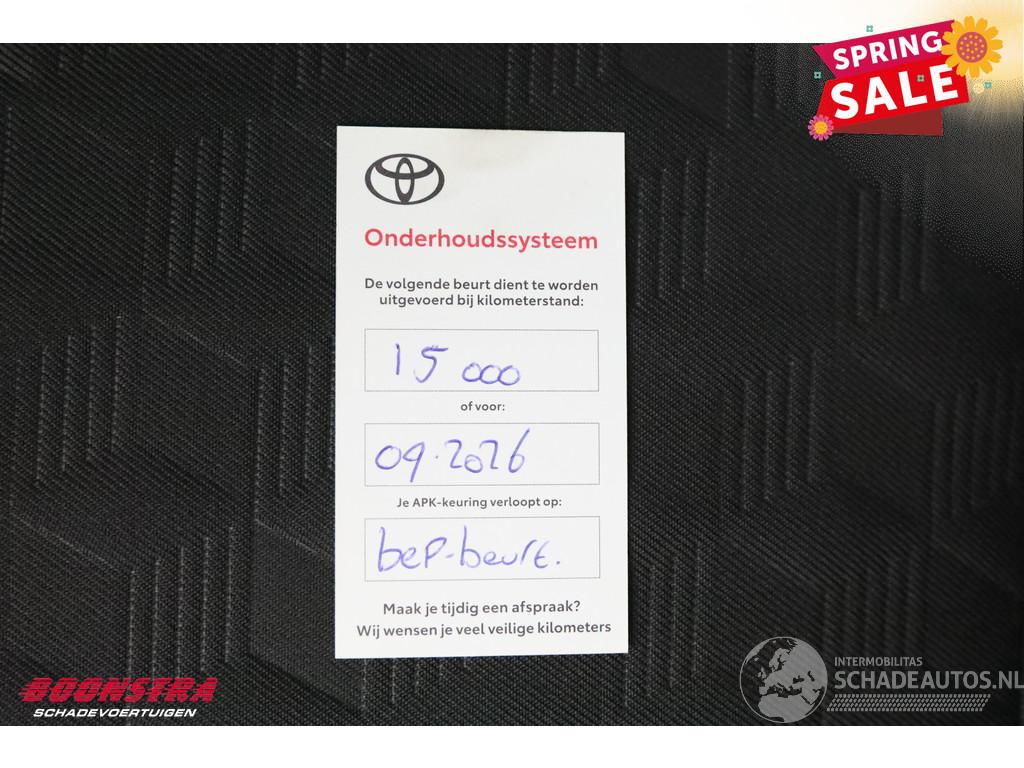 SPRING
SALE
Onderhoudssysteem
De volgende beurt dient te worden
uitgevoerd bij kilometerstand:
15 000
of voor:
09.2026
Je APK-keuring verloopt op:
beP-beurt.
Maak je tijdig een afspraak?
Wij wensen je veel veilige kilometers
BOONSTRA
SCHADEVOERTUIGEN
INTERMOBILITAS
SCHADEAUTOS.NL